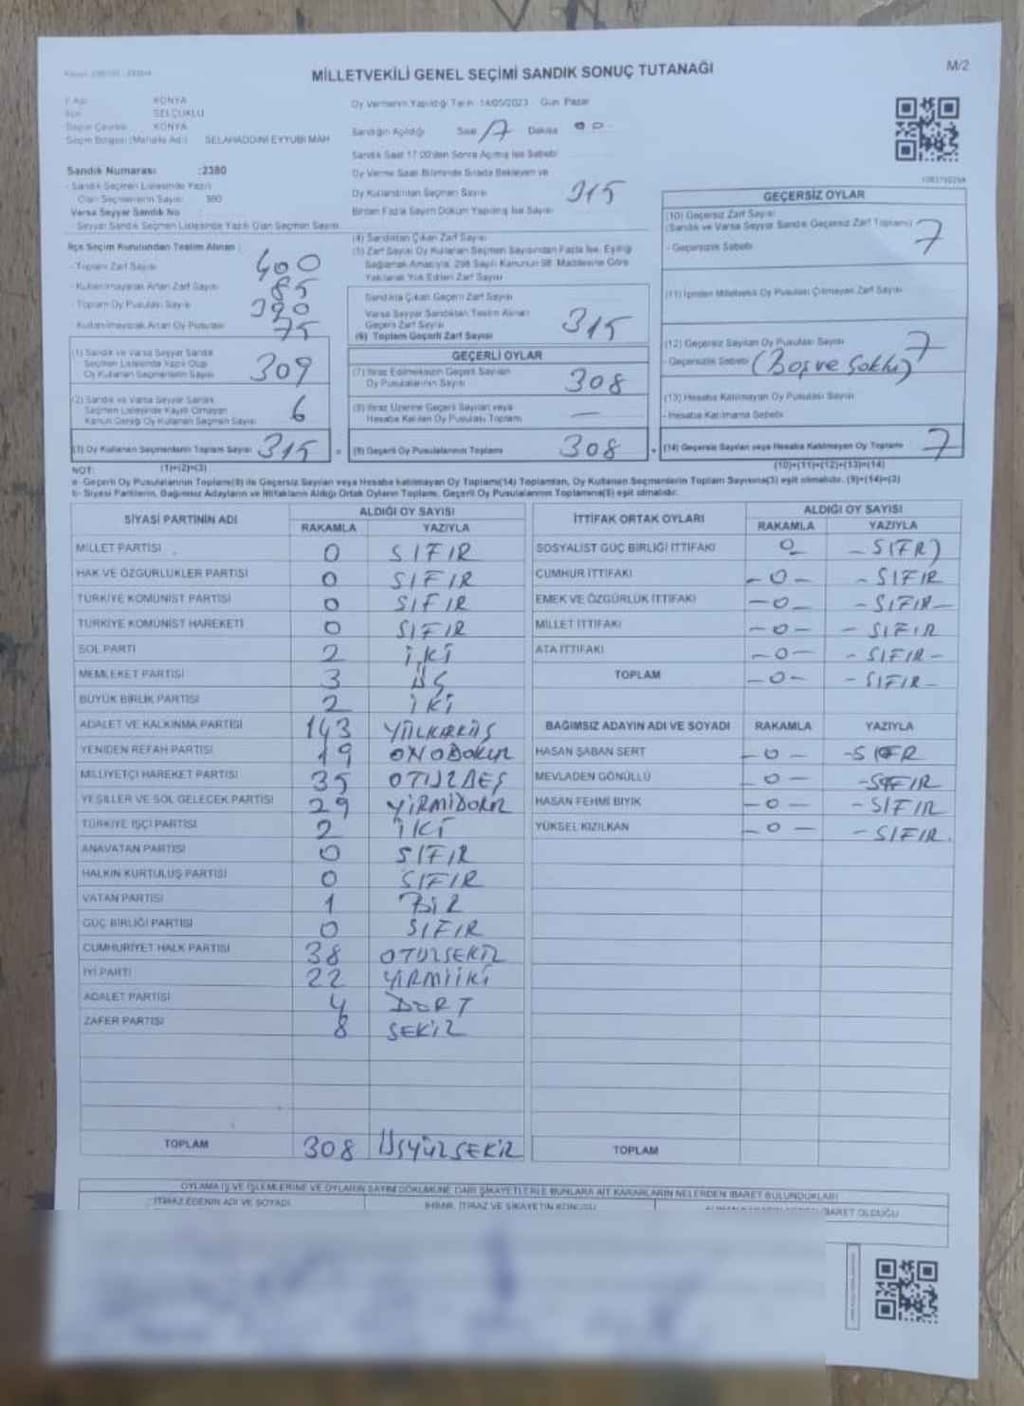 MİLLETVEKİLİ GENEL SEÇİMİ SANDIK SONUÇ TUTANAĞI
M/2
İl Adı : KONYA
İlçe : SELÇUKLU
Seçim Çevresi : KONYA
Seçim Bölgesi (Mahalle Adı) : SELAHADDİNİ EYYUBİ MAH
Sandık Numarası :2380
- Sandık Seçmen Listesinde Yazılı
Olan Seçmenlerin Sayısı : 360
Varsa Seyyar Sandık No
- Seyyar Sandık Seçmen Listesinde Yazılı Olan Seçmen Sayısı
İlçe Seçim Kurulundan Teslim Alınan :
- Toplam Zarf Sayısı 400
- Kullanılmayarak Artan Zarf Sayısı 85
- Toplam Oy Pusulası Sayısı 390
- Kullanılmayarak Artan Oy Pusulası 75
(1) Sandık ve Varsa Seyyar Sandık
Seçmen Listesinde Yazılı Olup
Oy Kullanan Seçmenlerin Sayısı 309
(2) Sandık ve Varsa Seyyar Sandık
Seçmen Listesinde Kayıtlı Olmayan
Kanun Gereği Oy Kullanan Seçmen Sayısı 6
(3) Oy Kullanan Seçmenlerin Toplam Sayısı 315
(1)+(2)=(3)
Oy Vermenin Yapıldığı Tarih : 14/05/2023 Gün: Pazar
Sandığın Açıldığı Saat Dakika
Sandık Saat 17:00'den Sonra Açılmış İse Sebebi
Oy Verme Saati Bitiminde Sırada Bekleyen ve
Oy Kullandırılan Seçmen Sayısı 315
Birden Fazla Sayım Döküm Yapılmış İse Sayısı
(4) Sandıktan Çıkan Zarf Sayısı
(5) Zarf Sayısı Oy Kullanan Seçmen Sayısından Fazla İse, Eşitliği
Sağlamak Amacıyla, 298 Sayılı Kanunun 98. Maddesine Göre
Yakılarak Yok Edilen Zarf Sayısı
Sandıkta Çıkan Geçerli Zarf Sayısı
Varsa Seyyar Sandıktan Teslim Alınan
Geçerli Zarf Sayısı
(6) Toplam Geçerli Zarf Sayısı 315
GEÇERLİ OYLAR
(7) İtiraz Edilmeksizin Geçerli Sayılan
Oy Pusulalarının Sayısı 308
(8) İtiraz Üzerine Geçerli Sayılan veya
Hesaba Katılan Oy Pusulası Toplamı —
(9) Geçerli Oy Pusulalarının Toplamı 308
GEÇERSİZ OYLAR
(10) Geçersiz Zarf Sayısı
(Sandık ve Varsa Seyyar Sandık Geçersiz Zarf Toplamı) 7
- Geçersizlik Sebebi
(11) İçinden Milletvekili Oy Pusulası Çıkmayan Zarf Sayısı
(12) Geçersiz Sayılan Oy Pusulası Sayısı 7
- Geçersizlik Sebebi (Boş ve
(13) Hesaba Katılmayan Oy Pusulası Sayısı
- Hesaba Katılmama Sebebi
(14) Geçersiz Sayılan veya Hesaba Katılmayan Oy Toplamı 7
(10)+(11)+(12)+(13)=(14)
NOT:
a- Geçerli Oy Pusulalarının Toplamı(9) ile Geçersiz Sayılan veya hesaba katılmayan Oy Toplamı(14) Toplamları, Oy Kullanan Seçmenlerin Toplam Sayısına(3) eşit olmalıdır. (9)+(14)=(3)
b- Siyasi Partilerin, Bağımsız Adayların ve İttifakların Aldığı Ortak Oyların Toplamı, Geçerli Oy Pusulalarının Toplamına(9) eşit olmalıdır.
SİYASİ PARTİNİN ADI ALDIĞI OY SAYISI
RAKAMLA YAZIYLA
MİLLET PARTİSİ 0 SIFIR
HAK VE ÖZGÜRLÜKLER PARTİSİ 0 SIFIR
TÜRKİYE KOMÜNİST PARTİSİ 0 SIFIR
TÜRKİYE KOMÜNİST HAREKETİ 0 SIFIR
SOL PARTİ 2 İKİ
MEMLEKET PARTİSİ 3 ÜŞ
BÜYÜK BİRLİK PARTİSİ 2 İKİ
ADALET VE KALKINMA PARTİSİ 143
YENİDEN REFAH PARTİSİ 19
MİLLİYETÇİ HAREKET PARTİSİ 35 OTUZBEŞ
YEŞİLLER VE SOL GELECEK PARTİSİ 29
TÜRKİYE İŞÇİ PARTİSİ 2 İKİ
ANAVATAN PARTİSİ 0 SIFIR
HALKIN KURTULUŞ PARTİSİ 0 SIFIR
VATAN PARTİSİ 1 BİR
GÜÇ BİRLİĞİ PARTİSİ 0 SIFIR
CUMHURİYET HALK PARTİSİ 38 OTUZSEKİZ
İYİ PARTİ 22 YİRMİİKİ
ADALET PARTİSİ 4 DÖRT
ZAFER PARTİSİ 8 SEKİZ
TOPLAM 308 ÜŞYÜZSEKİZ
İTTİFAK ORTAK OYLARI ALDIĞI OY SAYISI
RAKAMLA YAZIYLA
SOSYALİST GÜÇ BİRLİĞİ İTTİFAKI 0
CUMHUR İTTİFAKI -0- -SIFIR
EMEK VE ÖZGÜRLÜK İTTİFAKI -0- -SIFIR-
MİLLET İTTİFAKI -0- -SIFIR
ATA İTTİFAKI -0- -SIFIR-
TOPLAM -0- -SIFIR-
BAĞIMSIZ ADAYIN ADI VE SOYADI RAKAMLA YAZIYLA
HASAN ŞABAN SERT -0- -SIFIR
MEVLADEN GÖNÜLLÜ -0- -SIFIR
HASAN FEHMİ BIYIK -0- -SIFIR
YÜKSEL KIZILKAN -0- -SIFIR
TOPLAM
OYLAMA İŞ VE İŞLEMLERİNE VE OYLARIN SAYIM DÖKÜMÜNE DAİR ŞİKAYETLERLE BUNLARA AİT KARARLARIN NELERDEN İBARET BULUNDUKLARI
İTİRAZ EDENİN ADI VE SOYADI İHBAR, İTİRAZ VE ŞİKAYETİN KONUSU
İBARET OLDUĞU